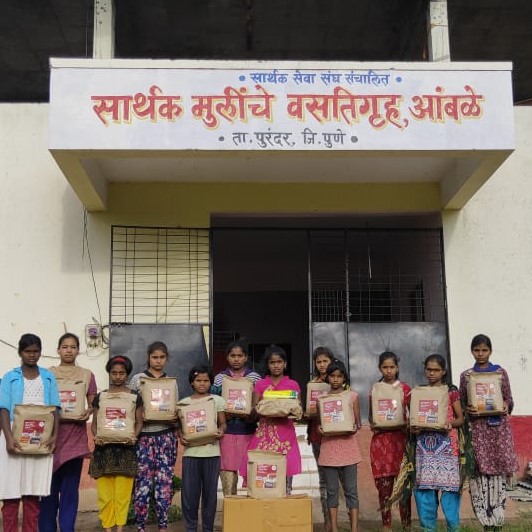 • सार्थक सेवा संघ संचालित •
सार्थक मुलींचे वसतिगृह, आंबळे
• ता. पुरंदर, जि. पुणे •